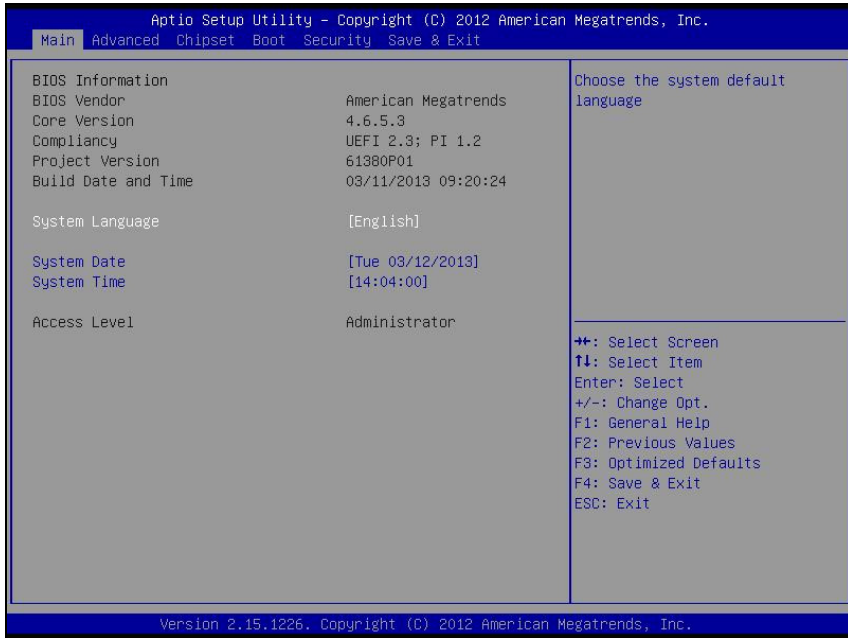 Aptio Setup Utility – Copyright (C) 2012 American Megatrends, Inc.
Main Advanced Chipset Boot Security Save & Exit
BIOS Information
BIOS Vendor American Megatrends
Core Version 4.6.5.3
Compliancy UEFI 2.3; PI 1.2
Project Version 61380P01
Build Date and Time 03/11/2013 09:20:24
System Language [English]
System Date [Tue 03/12/2013]
System Time [14:04:00]
Access Level Administrator
Choose the system default
language
→←: Select Screen
↑↓: Select Item
Enter: Select
+/-: Change Opt.
F1: General Help
F2: Previous Values
F3: Optimized Defaults
F4: Save & Exit
ESC: Exit
Version 2.15.1226. Copyright (C) 2012 American Megatrends, Inc.